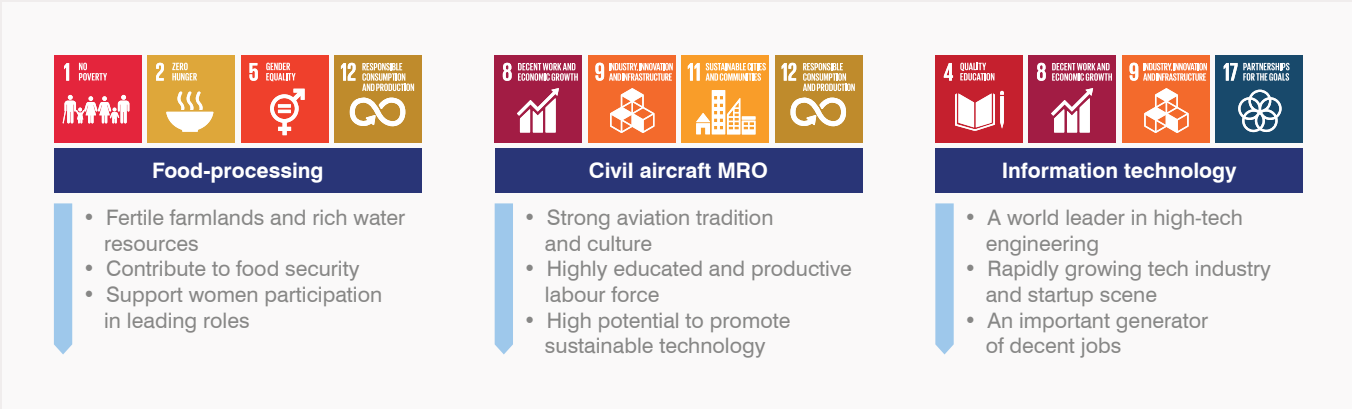 1 NO
POVERTY
2 ZERO
HUNGER
5 GENDER
EQUALITY
12 RESPONSIBLE
CONSUMPTION
AND PRODUCTION
Food-processing
• Fertile farmlands and rich water
resources
• Contribute to food security
• Support women participation
in leading roles
8 DECENT WORK AND
ECONOMIC GROWTH
9 INDUSTRY, INNOVATION
AND INFRASTRUCTURE
11 SUSTAINABLE CITIES
AND COMMUNITIES
12 RESPONSIBLE
CONSUMPTION
AND PRODUCTION
Civil aircraft MRO
• Strong aviation tradition
and culture
• Highly educated and productive
labour force
• High potential to promote
sustainable technology
4 QUALITY
EDUCATION
8 DECENT WORK AND
ECONOMIC GROWTH
9 INDUSTRY, INNOVATION
AND INFRASTRUCTURE
17 PARTNERSHIPS
FOR THE GOALS
Information technology
• A world leader in high-tech
engineering
• Rapidly growing tech industry
and startup scene
• An important generator
of decent jobs